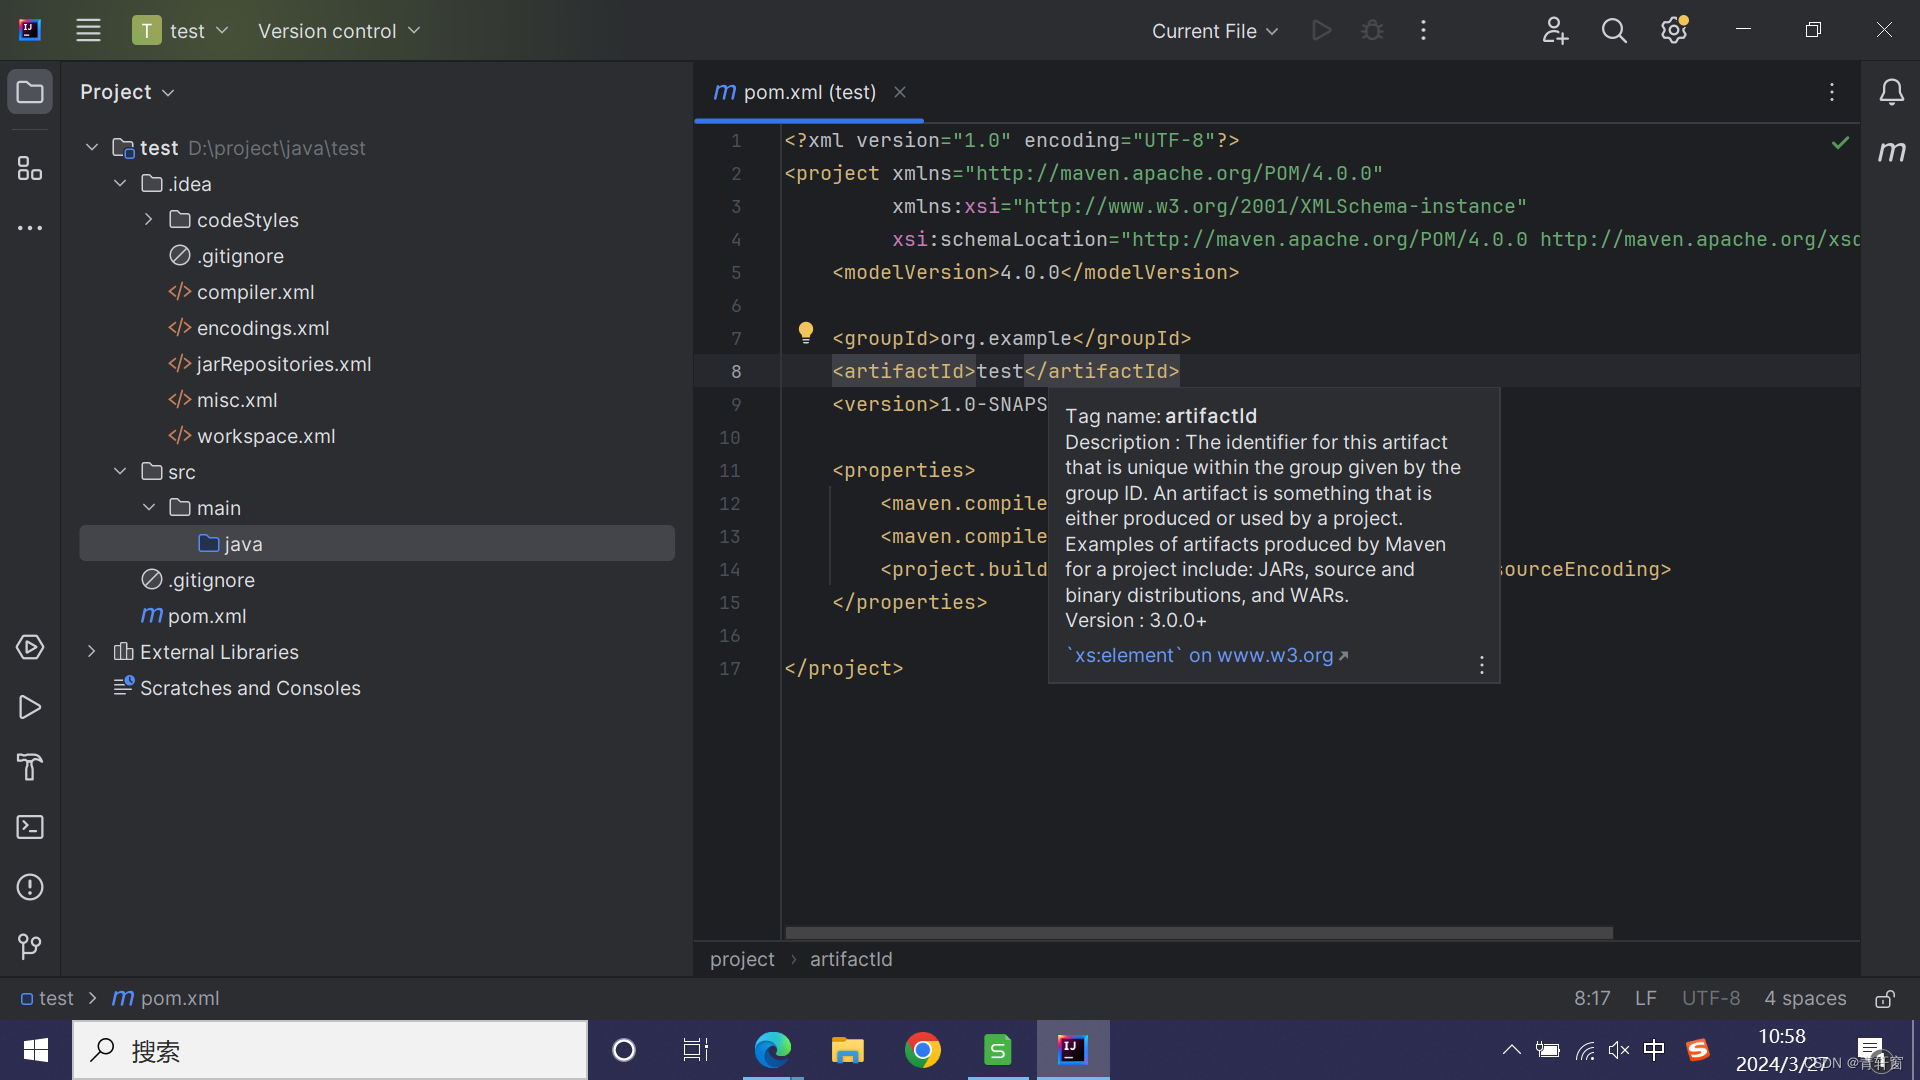 T test Version control Current File
Project
pom.xml (test)
test D:\project\java\test
.idea
codeStyles
.gitignore
compiler.xml
encodings.xml
jarRepositories.xml
misc.xml
workspace.xml
src
main
java
.gitignore
pom.xml
External Libraries
Scratches and Consoles
1 <?xml version="1.0" encoding="UTF-8"?>
2 <project xmlns="http://maven.apache.org/POM/4.0.0"
3 xmlns:xsi="http://www.w3.org/2001/XMLSchema-instance"
4 xsi:schemaLocation="http://maven.apache.org/POM/4.0.0 http://maven.apache.org/xsd
5 <modelVersion>4.0.0</modelVersion>
6
7 <groupId>org.example</groupId>
8 <artifactId>test</artifactId>
9 <version>1.0-SNAPS
10
11 <properties>
12 <maven.compile
13 <maven.compile
14 <project.build sourceEncoding>
15 </properties>
16
17 </project>
Tag name: artifactId
Description : The identifier for this artifact
that is unique within the group given by the
group ID. An artifact is something that is
either produced or used by a project.
Examples of artifacts produced by Maven
for a project include: JARs, source and
binary distributions, and WARs.
Version : 3.0.0+
`xs:element` on www.w3.org
project artifactId
test pom.xml 8:17 LF UTF-8 4 spaces
搜索
中
10:58
2024/3/27
CSDN @青轩窗